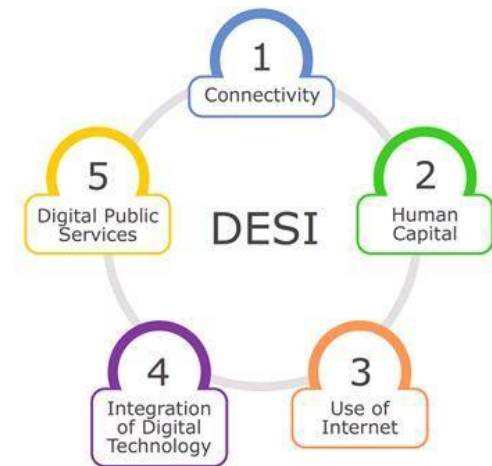 1
Connectivity
2
Human
Capital
3
Use of
Internet
4
Integration
of Digital
Technology
5
Digital Public
Services
DESI